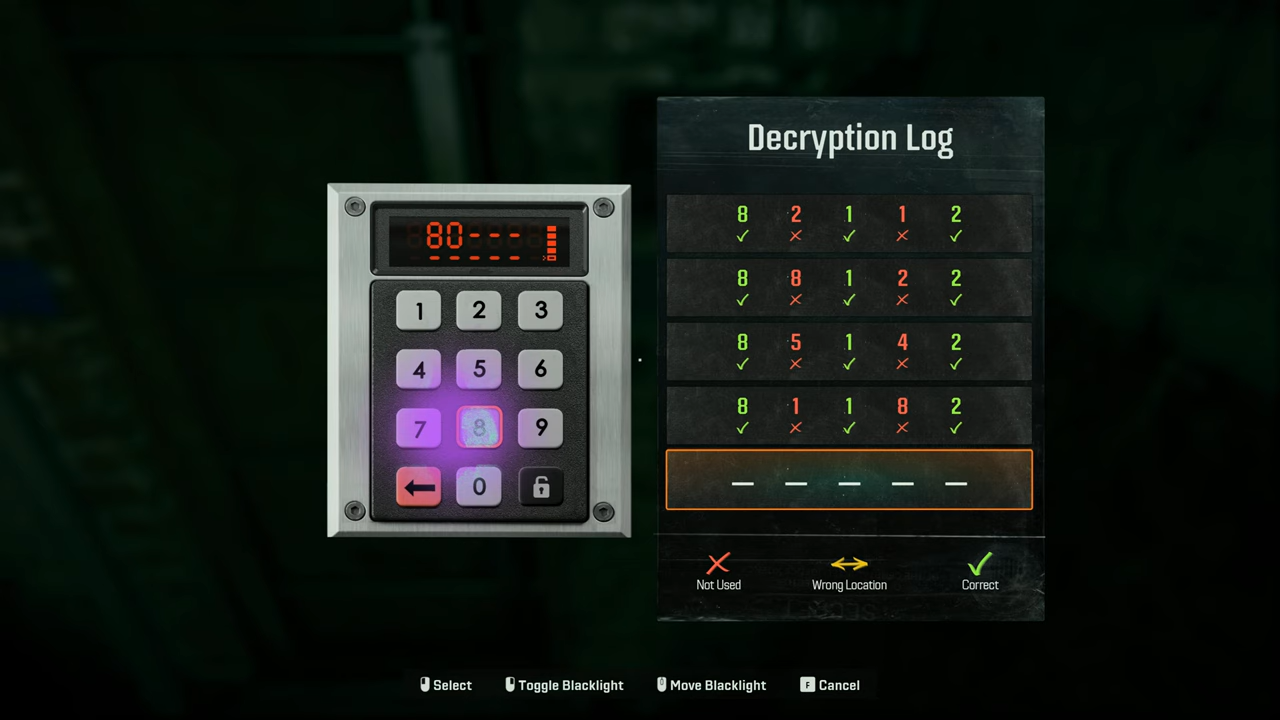 Decryption Log
8 2 1 1 2
8 8 1 2 2
8 5 1 4 2
8 1 1 8 2
— — — — —
Not Used
Wrong Location
Correct
80---
1 2 3
4 5 6
7 8 9
0
Select
Toggle Blacklight
Move Blacklight
F Cancel